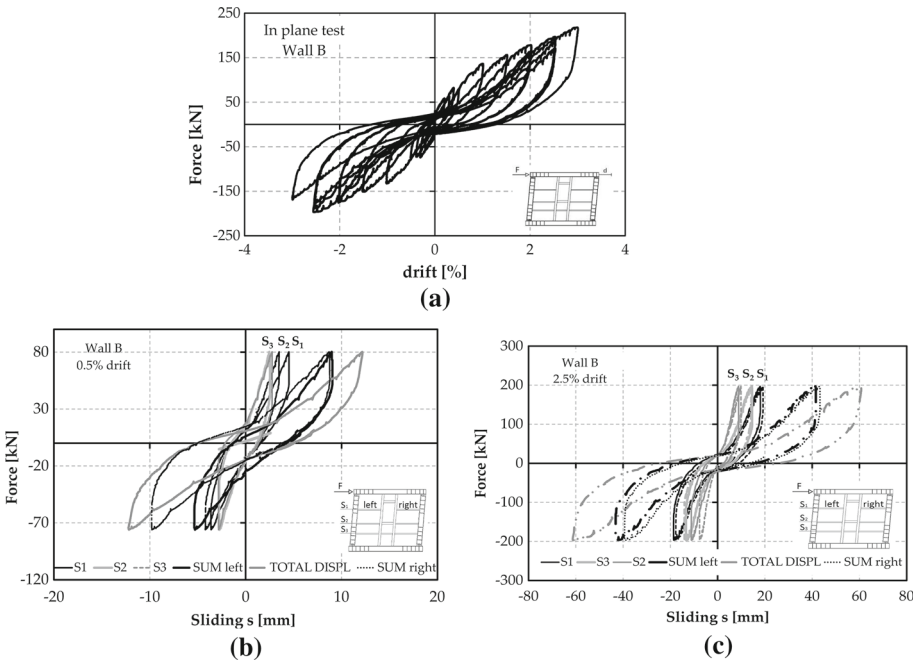 In plane test
Wall B
Force [kN]
250
150
50
-50
-150
-250
F
d
-4
-2
0
2
4
drift [%]
(a)
Wall B
0.5% drift
S3 S2 S1
Force [kN]
80
30
-20
-70
-120
F
S1
S2
S3
left
right
S1
S2
S3
SUM left
TOTAL DISPL
SUM right
-20
-10
0
10
20
Sliding s [mm]
(b)
Wall B
2.5% drift
S3 S2 S1
Force [kN]
300
200
100
0
-100
-200
-300
F
S1
S2
S3
left
right
S1
S3
S2
SUM left
TOTAL DISPL
SUM right
-80
-60
-40
-20
0
20
40
60
80
Sliding s [mm]
(c)